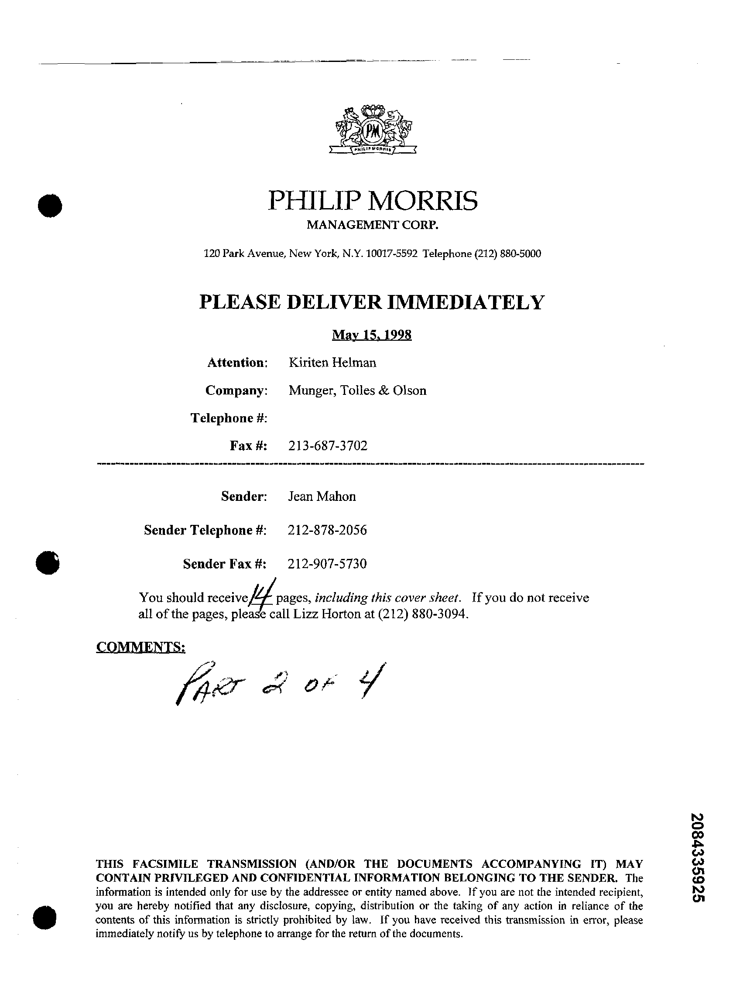 PM
PHILIP MORRIS
PHILIP MORRIS
MANAGEMENT CORP.
120 Park Avenue, New York, N.Y. 10017-5592 Telephone (212) 880-5000
PLEASE DELIVER IMMEDIATELY
May 15, 1998
Attention: Kiriten Helman
Company: Munger, Tolles & Olson
Telephone #:
Fax #: 213-687-3702
Sender: Jean Mahon
Sender Telephone #: 212-878-2056
Sender Fax #: 212-907-5730
You should receive 14 pages, including this cover sheet. If you do not receive
all of the pages, please call Lizz Horton at (212) 880-3094.
COMMENTS:
PART 2 OF 4
2084335925
THIS FACSIMILE TRANSMISSION (AND/OR THE DOCUMENTS ACCOMPANYING IT) MAY
CONTAIN PRIVILEGED AND CONFIDENTIAL INFORMATION BELONGING TO THE SENDER. The
information is intended only for use by the addressee or entity named above. If you are not the intended recipient,
you are hereby notified that any disclosure, copying, distribution or the taking of any action in reliance of the
contents of this information is strictly prohibited by law. If you have received this transmission in error, please
immediately notify us by telephone to arrange for the return of the documents.